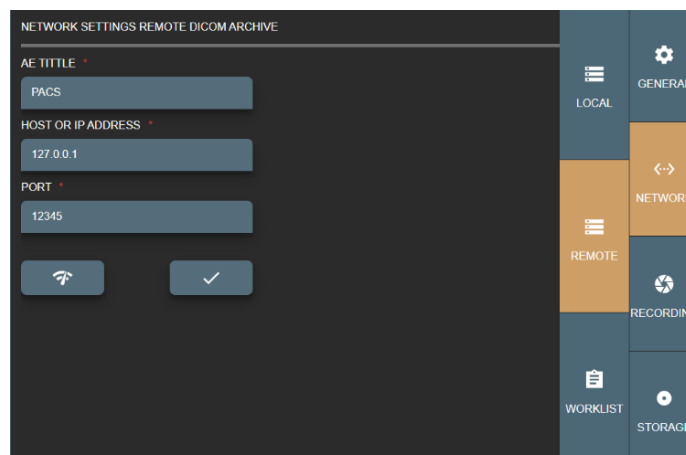 NETWORK SETTINGS REMOTE DICOM ARCHIVE
AE TITTLE *
PACS
HOST OR IP ADDRESS *
127.0.0.1
PORT *
12345
LOCAL
REMOTE
WORKLIST
GENERAL
NETWOR
RECORDIN
STORAGE